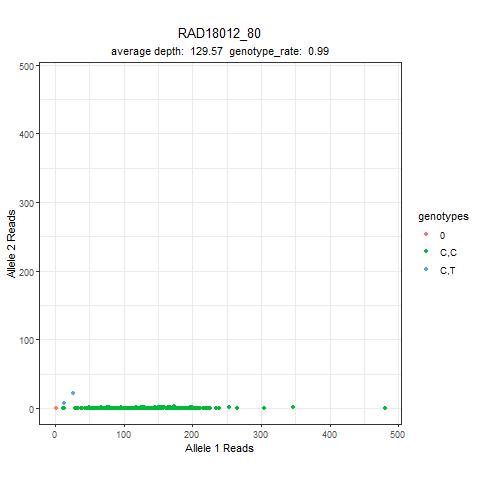 RAD18012_80
average depth:  129.57  genotype_rate:  0.99
500
400
300
200
100
0
Allele 2 Reads
0 100 200 300 400 500
Allele 1 Reads
genotypes
0
C,C
C,T